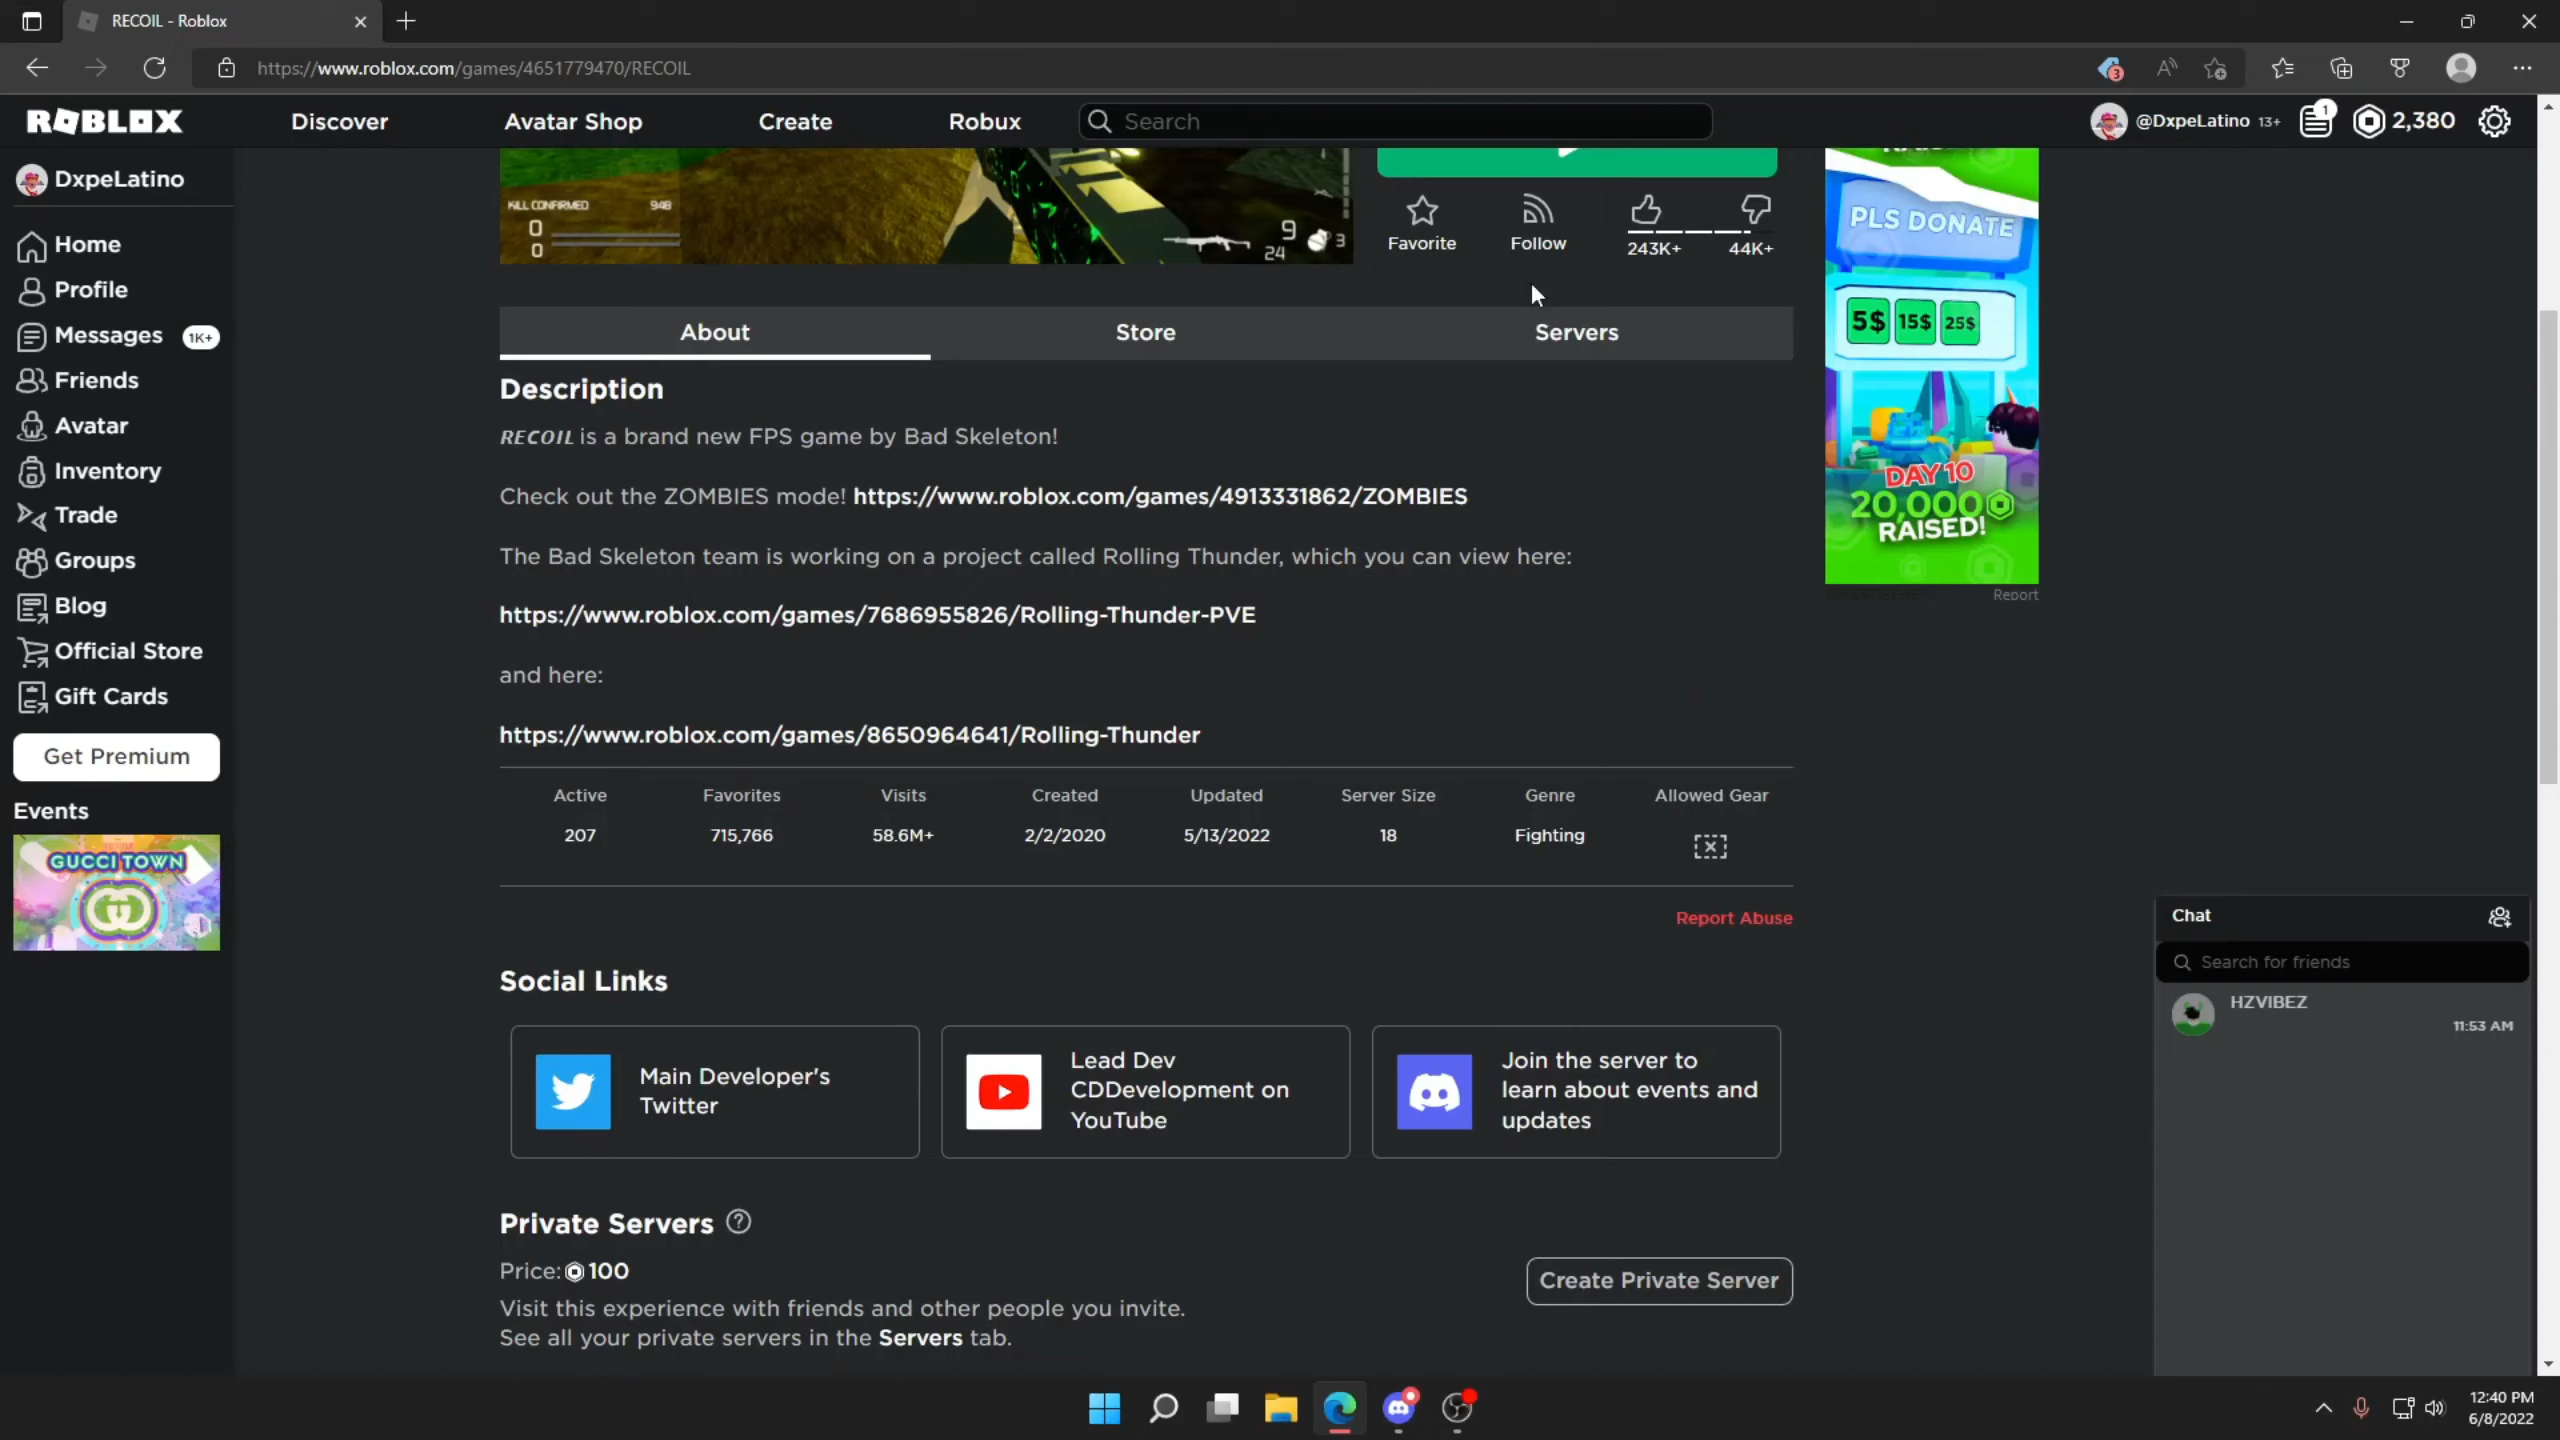 RECOIL - Roblox
https://www.roblox.com/games/4651779470/RECOIL
3
ROBLOX
Discover
Avatar Shop
Create
Robux
Search
@DxpeLatino 13+
1
2,380
DxpeLatino
Home
Profile
Messages 1K+
Friends
Avatar
Inventory
Trade
Groups
Blog
Official Store
Gift Cards
Get Premium
Events
GUCCI TOWN
KILL CONFIRMED 948
0
0
9
24
3
Favorite
Follow
243K+
44K+
About
Store
Servers
Description
RECOIL is a brand new FPS game by Bad Skeleton!
Check out the ZOMBIES mode! https://www.roblox.com/games/4913331862/ZOMBIES
The Bad Skeleton team is working on a project called Rolling Thunder, which you can view here:
https://www.roblox.com/games/7686955826/Rolling-Thunder-PVE
and here:
https://www.roblox.com/games/8650964641/Rolling-Thunder
Active Favorites Visits Created Updated Server Size Genre Allowed Gear
207 715,766 58.6M+ 2/2/2020 5/13/2022 18 Fighting
Report Abuse
Social Links
Main Developer's
Twitter
Lead Dev
CDDevelopment on
YouTube
Join the server to
learn about events and
updates
Private Servers
Price: 100
Visit this experience with friends and other people you invite.
See all your private servers in the Servers tab.
Create Private Server
PLS DONATE
5$ 15$ 25$
DAY 10
20,000
RAISED!
Report
Chat
Search for friends
HZVIBEZ
11:53 AM
12:40 PM
6/8/2022